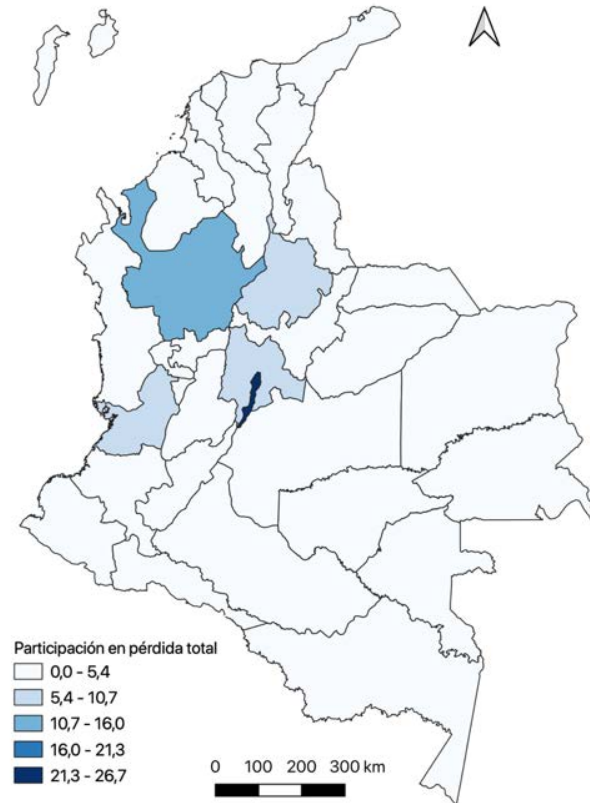 Participación en pérdida total
0,0 - 5,4
5,4 - 10,7
10,7 - 16,0
16,0 - 21,3
21,3 - 26,7
0 100 200 300 km